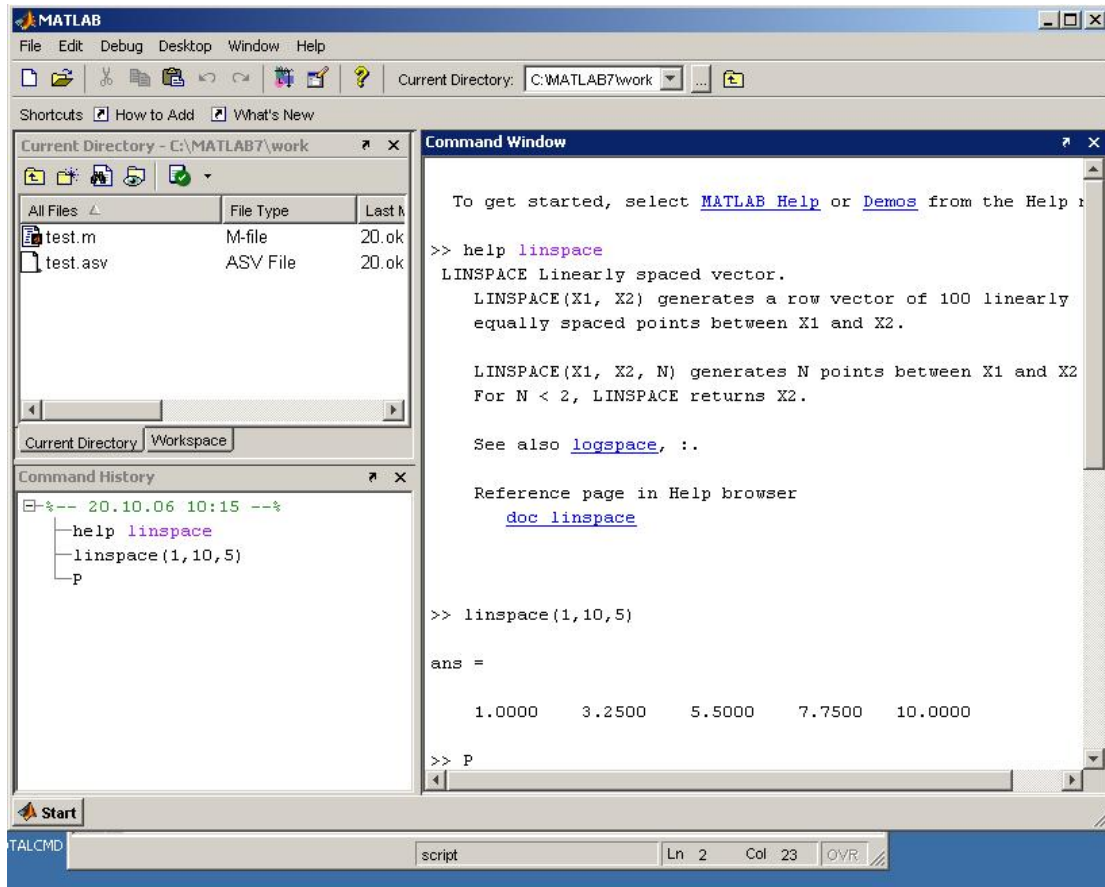 MATLAB
File Edit Debug Desktop Window Help
Current Directory: C:\MATLAB7\work ...
Shortcuts How to Add What's New
Current Directory - C:\MATLAB7\work
All Files File Type Last M
test.m M-file 20.ok
test.asv ASV File 20.ok
Current Directory Workspace
Command History
%-- 20.10.06 10:15 --%
help linspace
linspace(1,10,5)
P
Command Window
To get started, select MATLAB Help or Demos from the Help
>> help linspace
LINSPACE Linearly spaced vector.
LINSPACE(X1, X2) generates a row vector of 100 linearly
equally spaced points between X1 and X2.
LINSPACE(X1, X2, N) generates N points between X1 and X2
For N < 2, LINSPACE returns X2.
See also logspace, :.
Reference page in Help browser
doc linspace
>> linspace(1,10,5)
ans =
1.0000 3.2500 5.5000 7.7500 10.0000
>> P
Start
OTALCMD
script Ln 2 Col 23 OVR